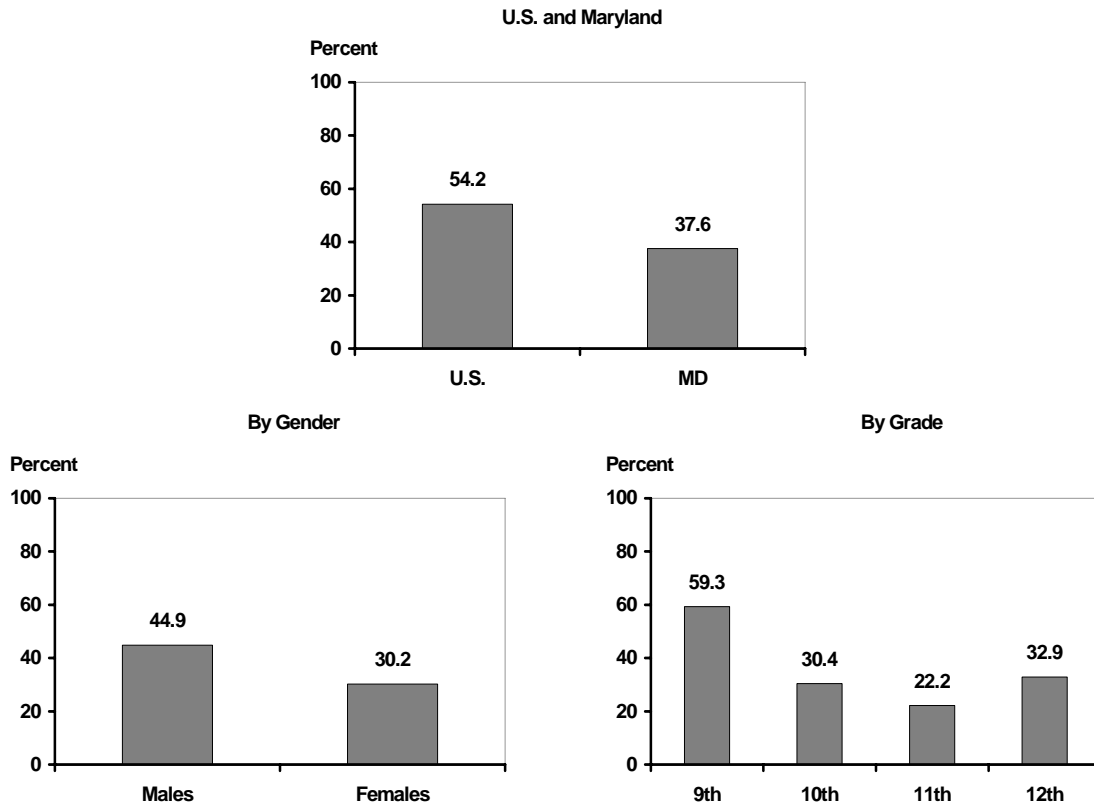 U.S. and Maryland
Percent
100
80
60
40
20
0
54.2
37.6
U.S. MD
By Gender
Percent
100
80
60
40
20
0
44.9
30.2
Males Females
By Grade
Percent
100
80
60
40
20
0
59.3
30.4
22.2
32.9
9th 10th 11th 12th